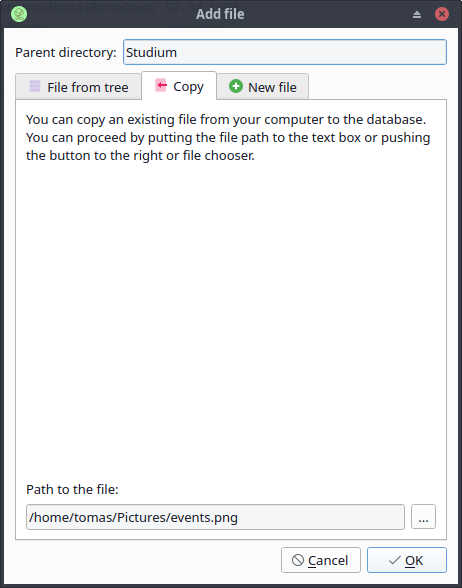 Add file
Parent directory: Studium
File from tree
Copy
New file
You can copy an existing file from your computer to the database.
You can proceed by putting the file path to the text box or pushing
the button to the right or file chooser.
Path to the file:
/home/tomas/Pictures/events.png
...
Cancel
OK